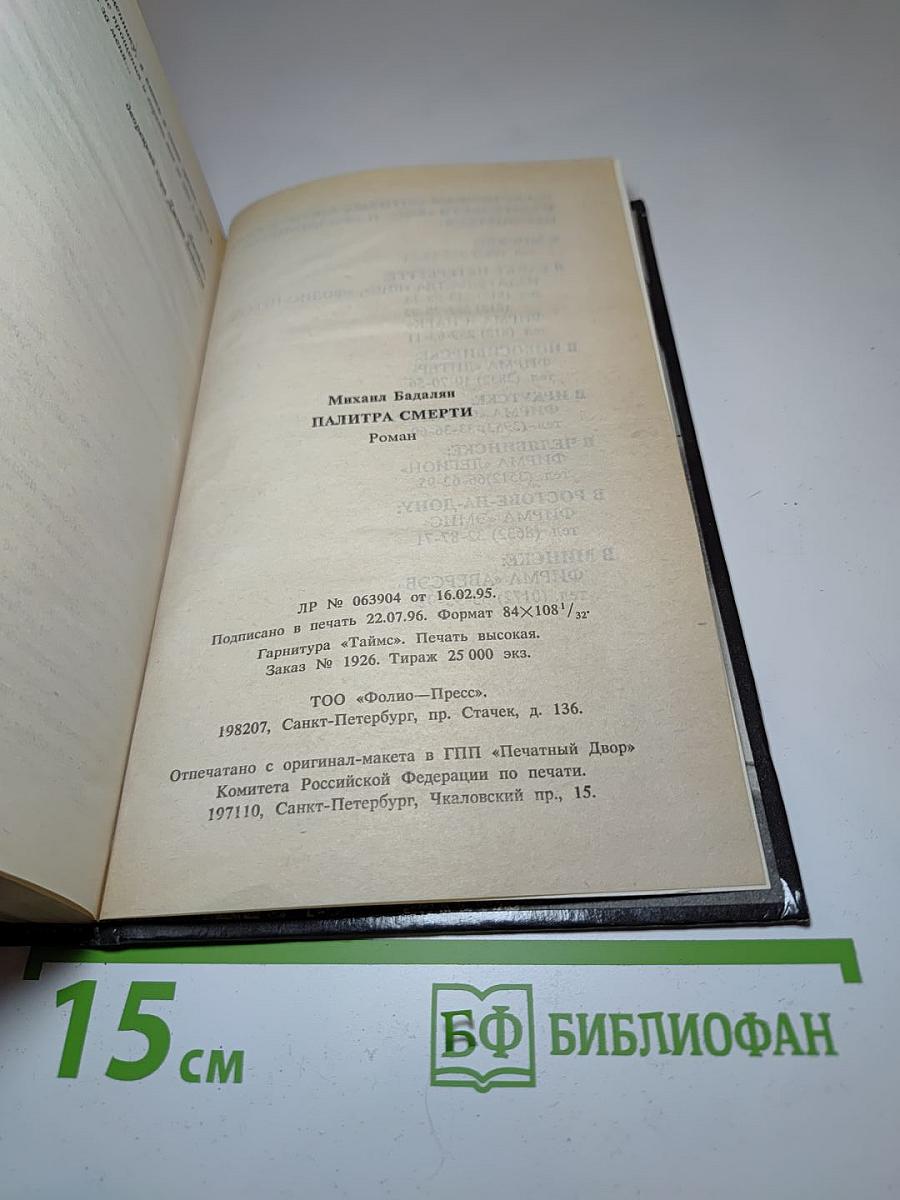 Михаил Бадалян
ПАЛИТРА СМЕРТИ
Роман
ЛР № 063904 от 16.02.95.
Подписано в печать 22.07.96. Формат 84×108¹/₃₂.
Гарнитура «Таймс». Печать высокая.
Заказ № 1926. Тираж 25 000 экз.
ТОО «Фолио—Пресс».
198207, Санкт-Петербург, пр. Стачек, д. 136.
Отпечатано с оригинал-макета в ГПП «Печатный Двор»
Комитета Российской Федерации по печати.
197110, Санкт-Петербург, Чкаловский пр., 15.
15 см
БФ БИБЛИОФАН